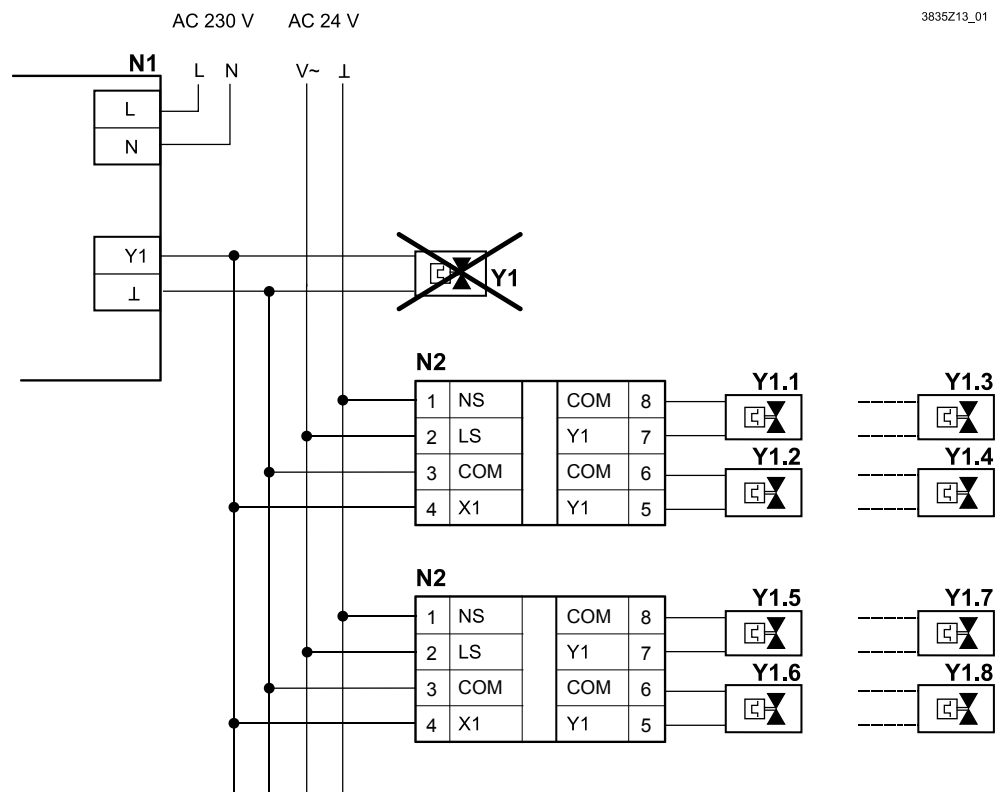 3835Z13_01
AC 230 V AC 24 V
N1 L N V~ ⊥
L
N
Y1
⊥
Y1
N2
Y1.1 Y1.3
1 NS COM 8
2 LS Y1 7
Y1.2 Y1.4
3 COM COM 6
4 X1 Y1 5
N2
Y1.5 Y1.7
1 NS COM 8
2 LS Y1 7
Y1.6 Y1.8
3 COM COM 6
4 X1 Y1 5